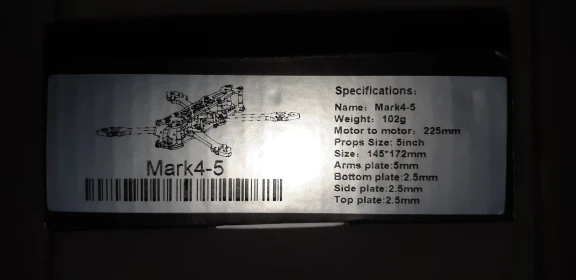 Mark4-5
Specifications:
Name: Mark4-5
Weight: 102g
Motor to motor: 225mm
Props Size: 5inch
Size: 145*172mm
Arms plate:5mm
Bottom plate:2.5mm
Side plate:2.5mm
Top plate:2.5mm